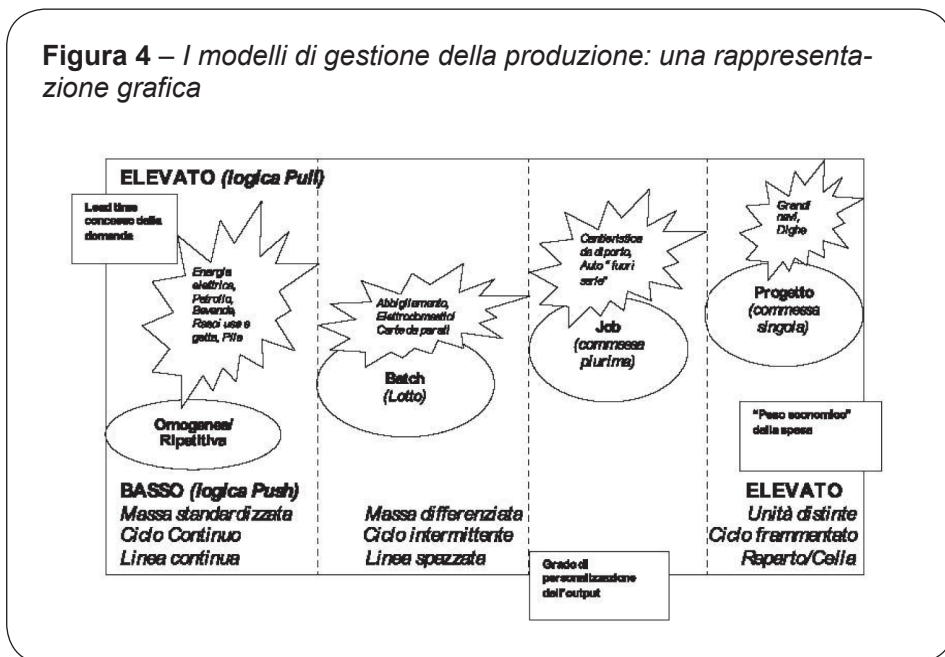 Figura 4 – I modelli di gestione della produzione: una rappresenta-
zione grafica
ELEVATO (logica Pull)
Lead time
concesso dalla
domanda
Energia
elettrica,
Petrolio,
Bevande,
Rasoi usa e
getta, Pile
Omogenea/
Ripetitiva
BASSO (logica Push)
Massa standardizzata
Ciclo Continuo
Linea continua
Abbigliamento,
Elettrodomestici
Carte da parati
Batch
(Lotto)
Massa differenziata
Ciclo intermittente
Linea spezzata
Cantieristica
da diporto,
Auto "fuori
serie"
Job
(commessa
plurima)
Grado di
personalizzazione
dell'output
Grandi
navi,
Dighe
Progetto
(commessa
singola)
"Peso economico"
della spesa
ELEVATO
Unità distinte
Ciclo frammentato
Reparto/Cella